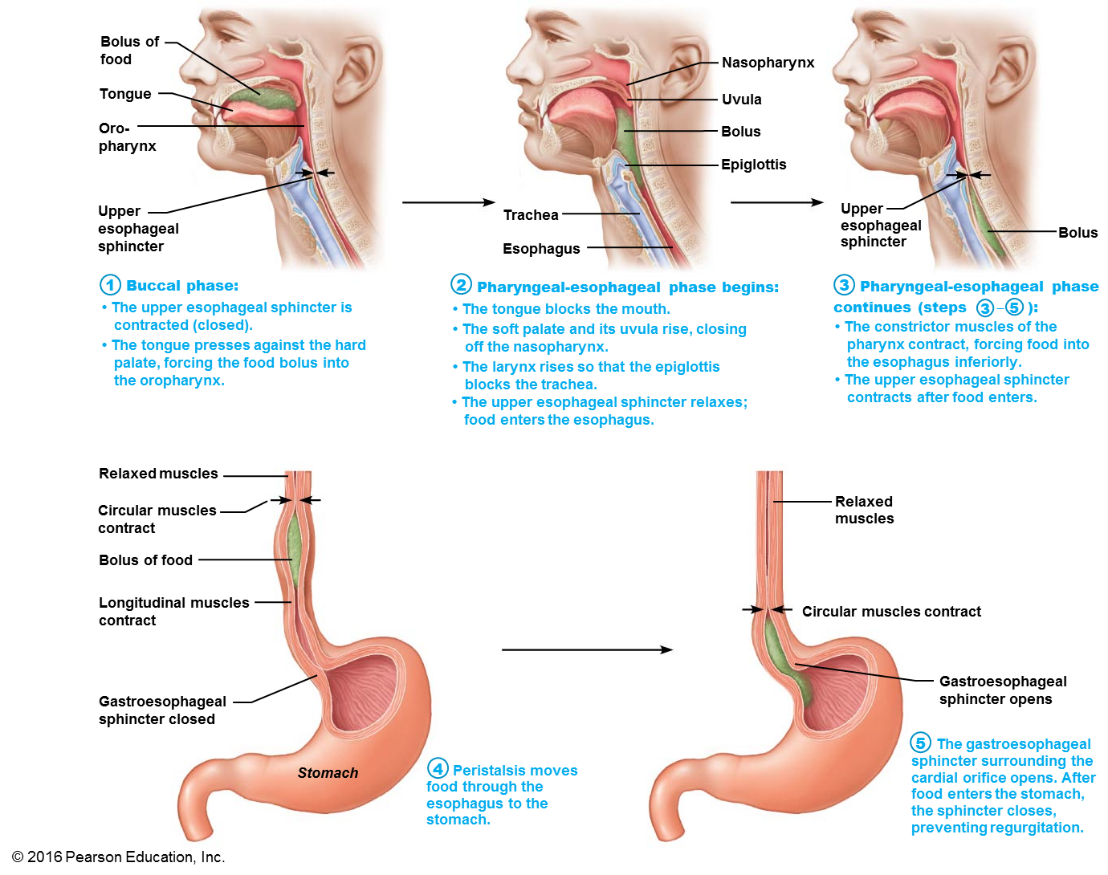 Bolus of
food
Tongue
Oro-
pharynx
Upper
esophageal
sphincter
Nasopharynx
Uvula
Bolus
Epiglottis
Trachea
Esophagus
Upper
esophageal
sphincter
Bolus
1 Buccal phase:
• The upper esophageal sphincter is
contracted (closed).
• The tongue presses against the hard
palate, forcing the food bolus into
the oropharynx.
2 Pharyngeal-esophageal phase begins:
• The tongue blocks the mouth.
• The soft palate and its uvula rise, closing
off the nasopharynx.
• The larynx rises so that the epiglottis
blocks the trachea.
• The upper esophageal sphincter relaxes;
food enters the esophagus.
3 Pharyngeal-esophageal phase
continues (steps 3–5):
• The constrictor muscles of the
pharynx contract, forcing food into
the esophagus inferiorly.
• The upper esophageal sphincter
contracts after food enters.
Relaxed muscles
Circular muscles
contract
Bolus of food
Longitudinal muscles
contract
Gastroesophageal
sphincter closed
Stomach
4 Peristalsis moves
food through the
esophagus to the
stomach.
Relaxed
muscles
Circular muscles contract
Gastroesophageal
sphincter opens
5 The gastroesophageal
sphincter surrounding the
cardial orifice opens. After
food enters the stomach,
the sphincter closes,
preventing regurgitation.
© 2016 Pearson Education, Inc.